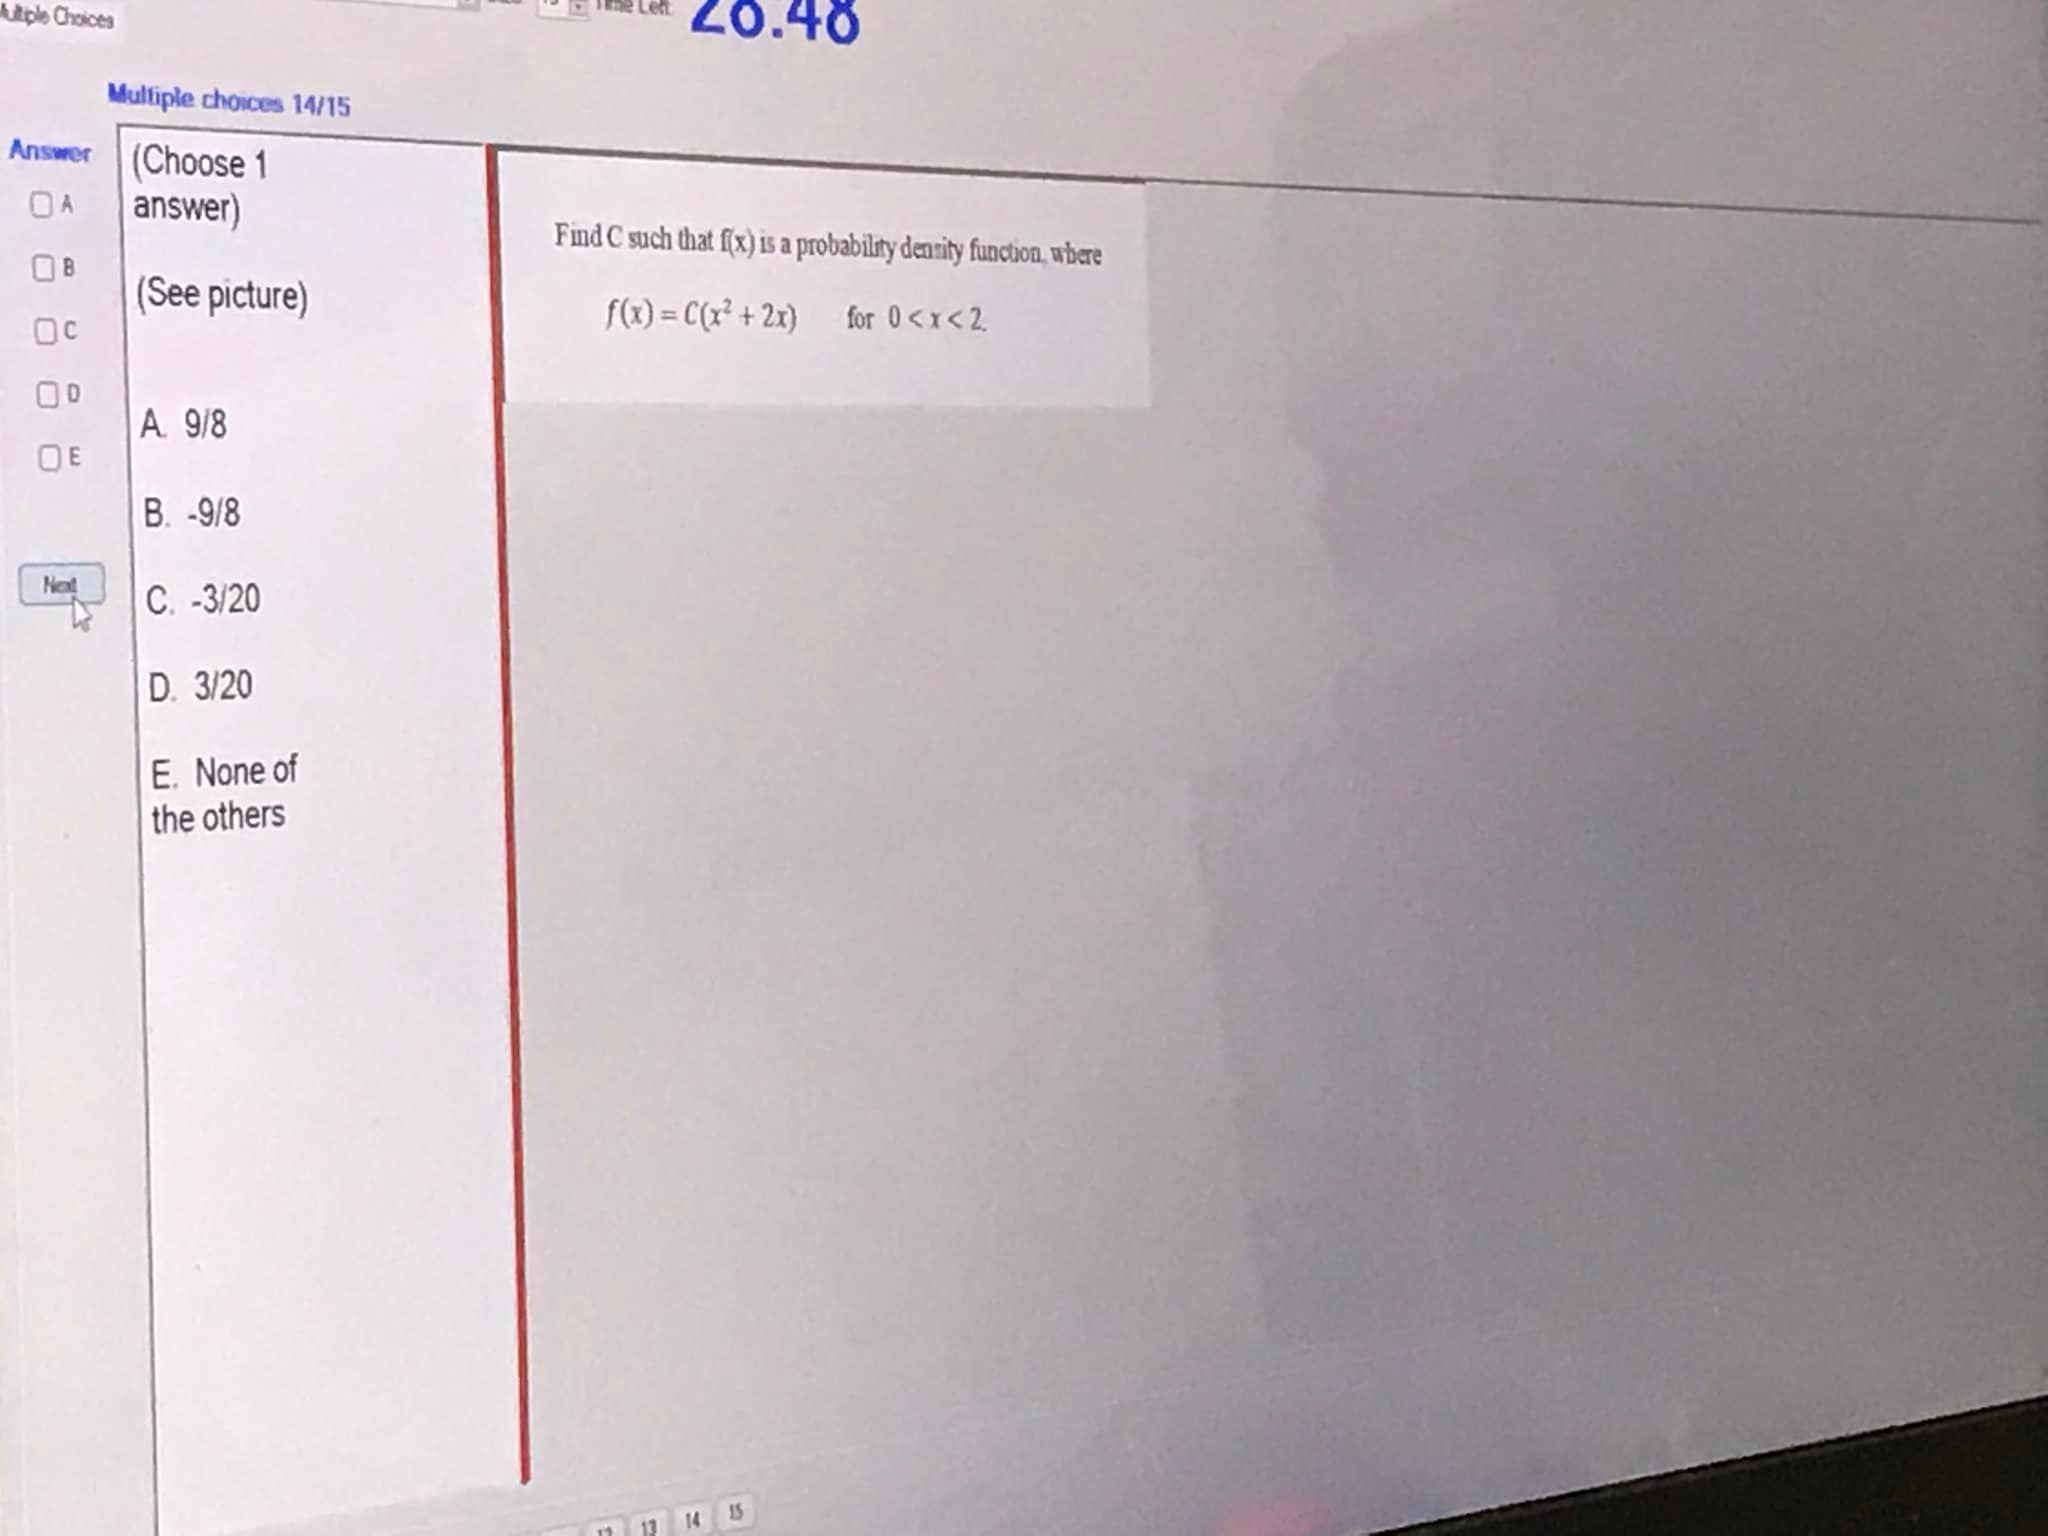 Multiple Choices
Time Left
28:48
Multiple choices 14/15
Answer
A
B
C
D
E
Next
(Choose 1
answer)
(See picture)
A. 9/8
B. -9/8
C. -3/20
D. 3/20
E. None of
the others
Find C such that f(x) is a probability density function, where
f(x) = C(x² + 2x) for 0 < x < 2.
12 13 14 15